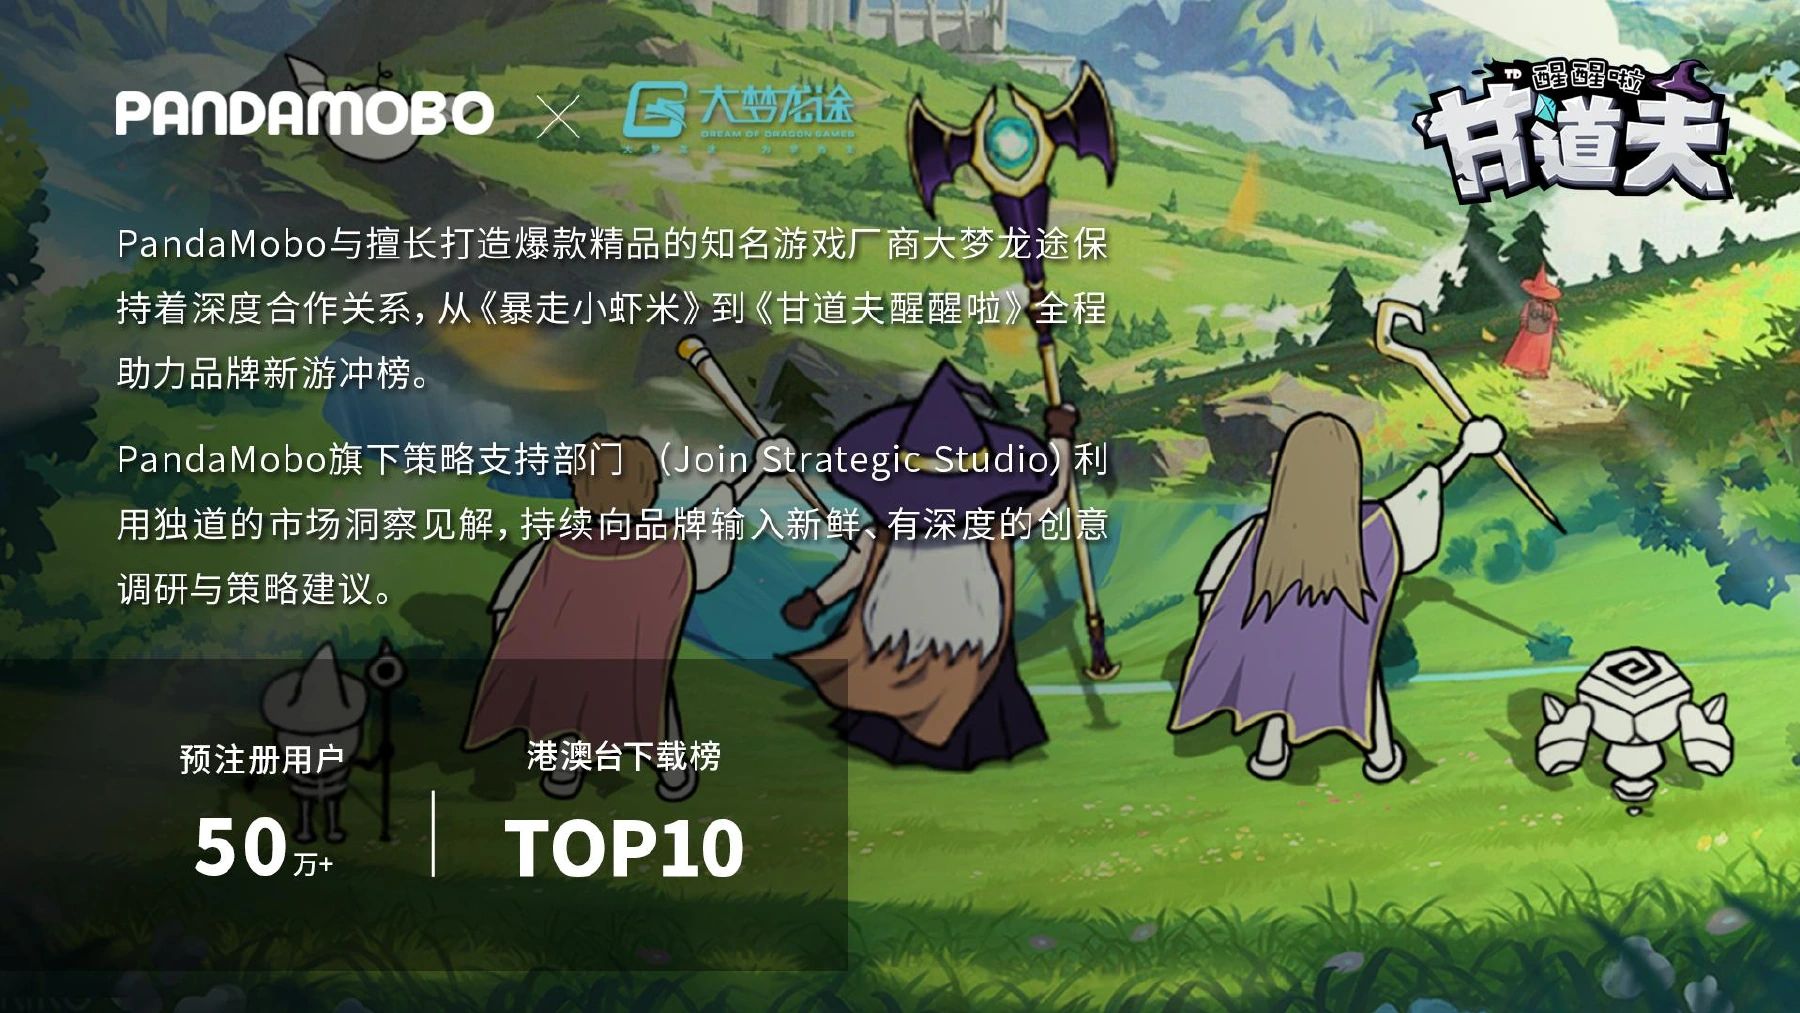 PANDAMOBO
大梦龙途
DREAM OF DRAGON GAMES
TD 醒醒啦
甘道夫
PandaMobo与擅长打造爆款精品的知名游戏厂商大梦龙途保
持着深度合作关系，从《暴走小虾米》到《甘道夫醒醒啦》全程
助力品牌新游冲榜。
PandaMobo旗下策略支持部门 （Join Strategic Studio）利
用独道的市场洞察见解，持续向品牌输入新鲜、有深度的创意
调研与策略建议。
预注册用户
50万+
港澳台下载榜
TOP10